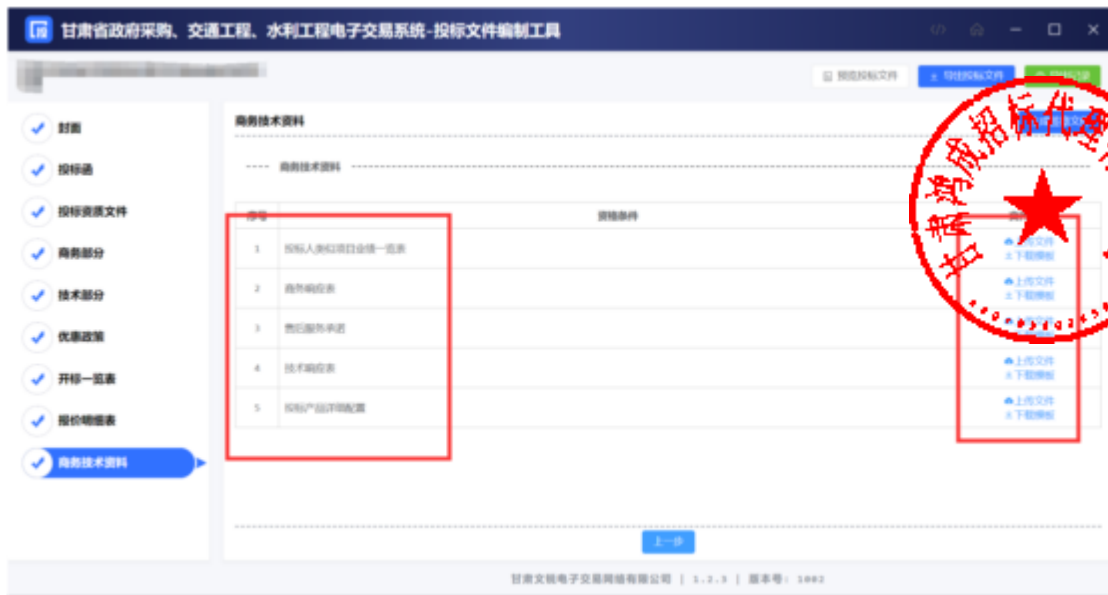 甘肃省政府采购、交通工程、水利工程电子交易系统-投标文件编制工具
预览投标文件
导出投标文件
封面
投标函
投标资质文件
商务部分
技术部分
优惠政策
开标一览表
报价明细表
商务技术资料
商务技术资料
商务技术资料
序号 资格条件
1 投标人类似项目业绩一览表 上传文件
下载模板
2 商务响应表 上传文件
下载模板
3 售后服务承诺
4 技术响应表 上传文件
下载模板
5 投标产品详细配置 上传文件
下载模板
上一步
甘肃文锐电子交易网络有限公司 | 1.2.3 | 版本号: 1002
甘肃鸿成招标代理